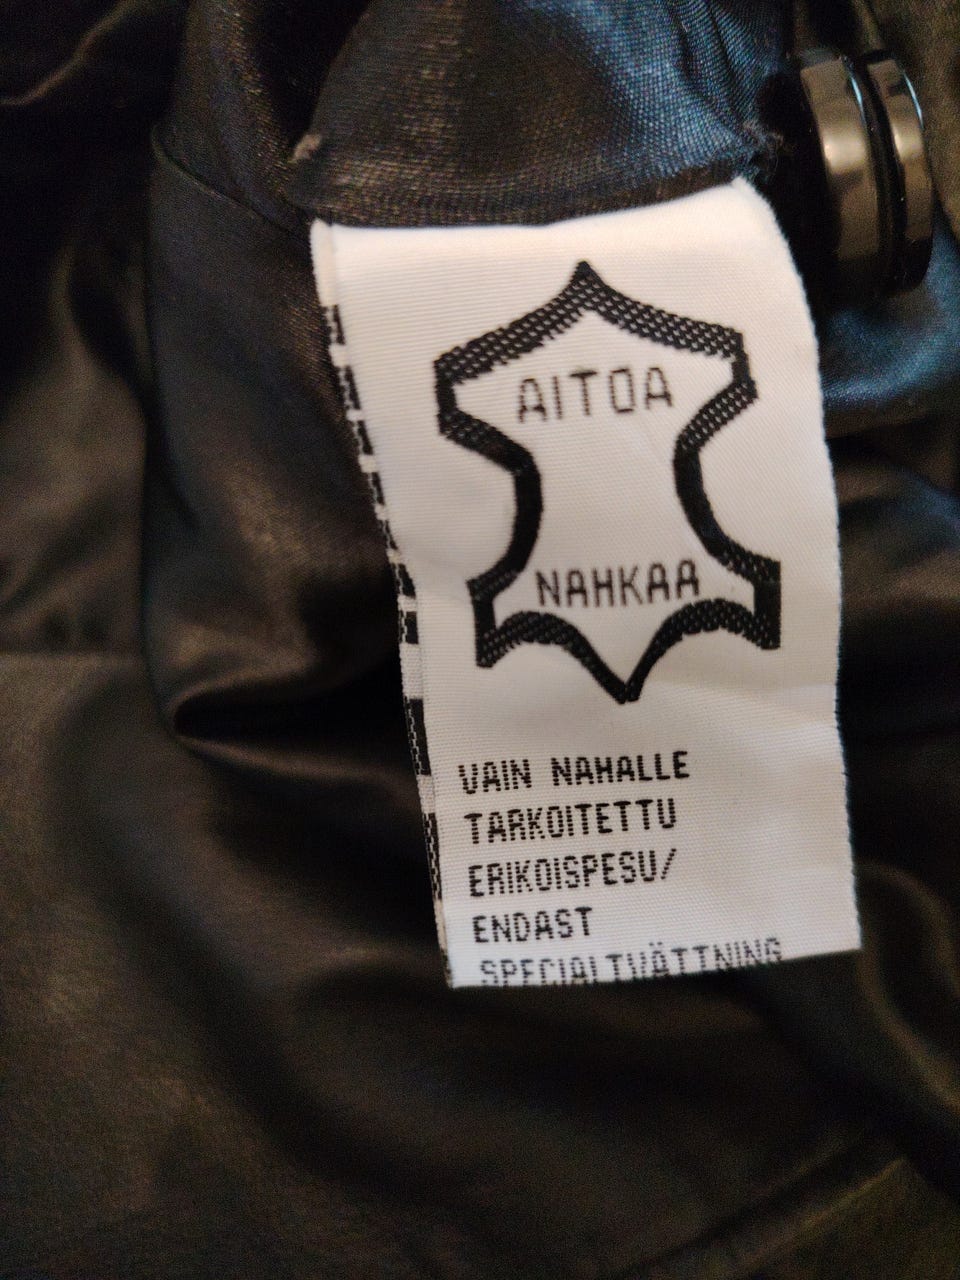 AITOA
NAHKAA
VAIN NAHALLE
TARKOITETTU
ERIKOISPESU/
ENDAST
SPECIALTVÄTTNING